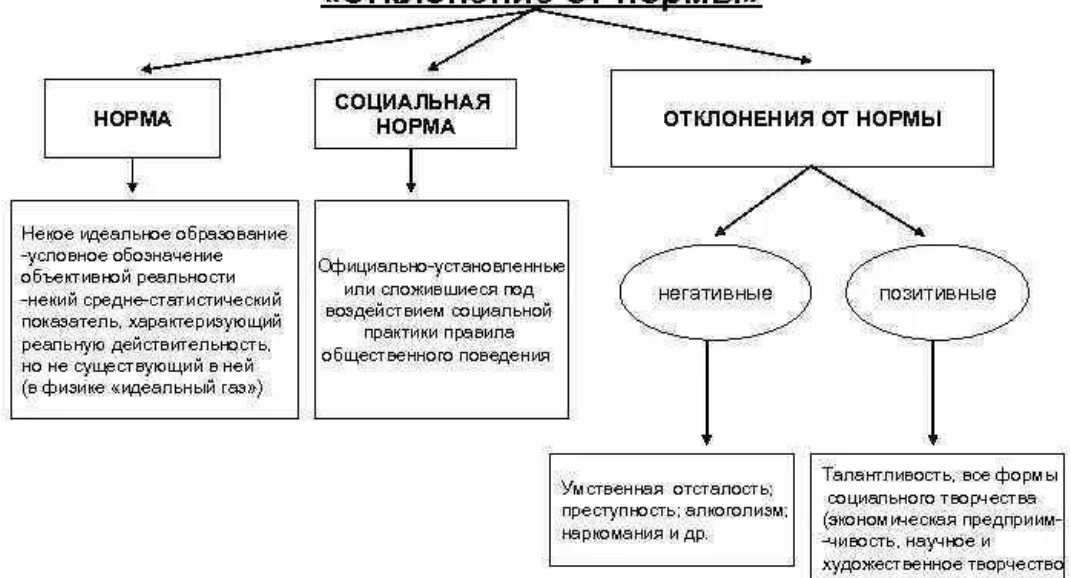 «ОТКЛОНЕНИЕ ОТ НОРМЫ»
НОРМА
СОЦИАЛЬНАЯ
НОРМА
ОТКЛОНЕНИЯ ОТ НОРМЫ
Некое идеальное образование
-условное обозначение
объективной реальности
-некий средне-статистический
показатель, характеризующий
реальную действительность,
но не существующий в ней
(в физике «идеальный газ»)
Официально-установленные
или сложившиеся под
воздействием социальной
практики правила
общественного поведения
негативные
позитивные
Умственная отсталость;
преступность; алкоголизм;
наркомания и др.
Талантливость, все формы
социального творчества
(экономическая предприим-
-чивость, научное и
художественное творчество